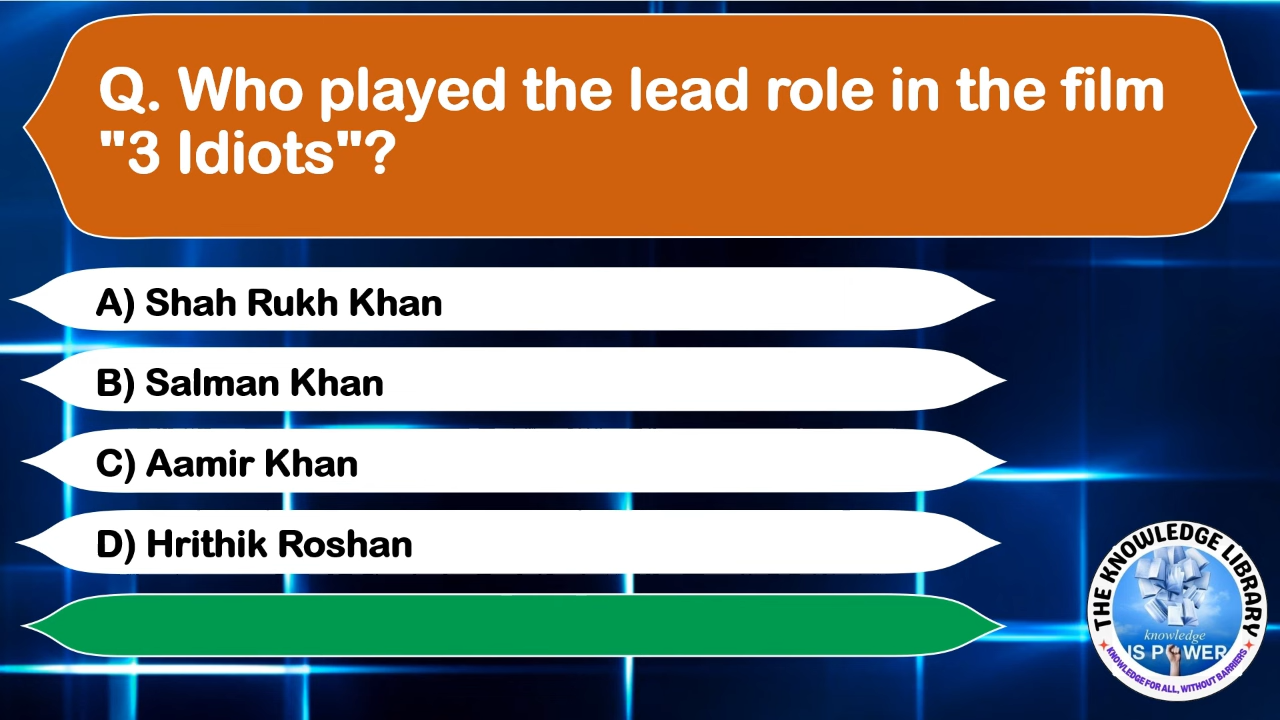 Q. Who played the lead role in the film
"3 Idiots"?
A) Shah Rukh Khan
B) Salman Khan
C) Aamir Khan
D) Hrithik Roshan
THE KNOWLEDGE LIBRARY
knowledge
IS POWER
KNOWLEDGE FOR ALL, WITHOUT BARRIERS